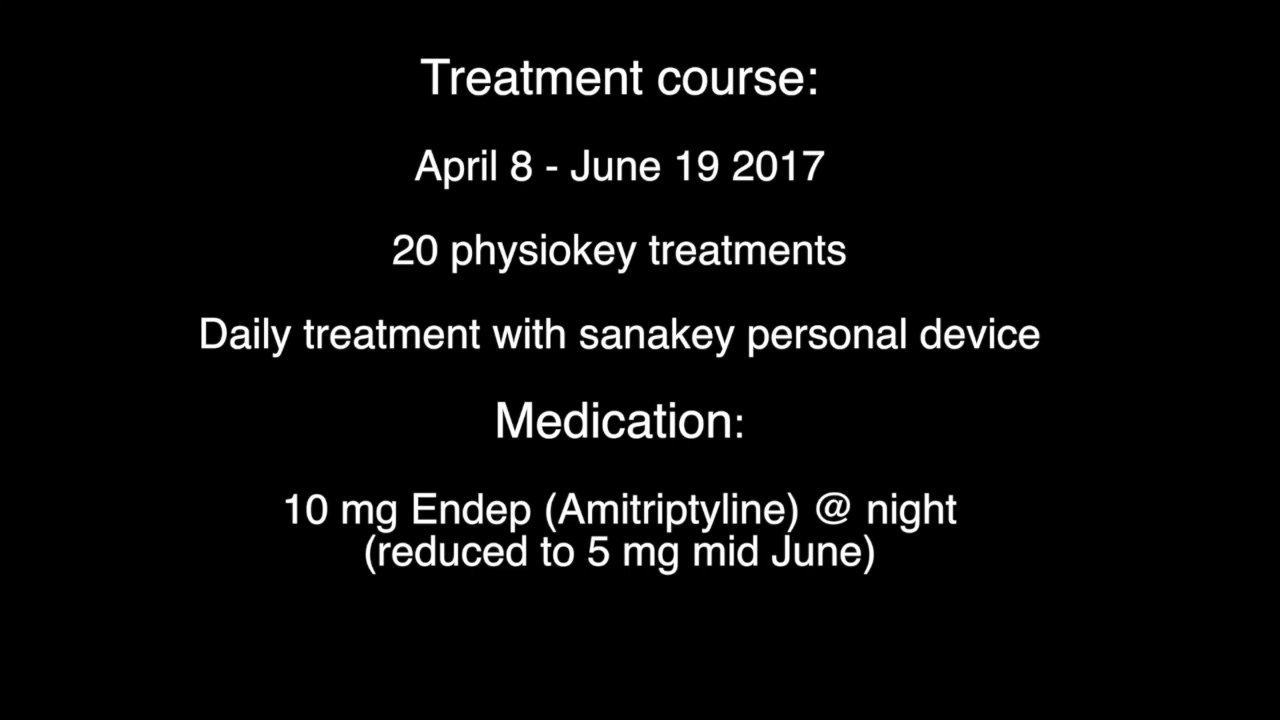 Treatment course:
April 8 - June 19 2017
20 physiokey treatments
Daily treatment with sanakey personal device
Medication:
10 mg Endep (Amitriptyline) @ night
(reduced to 5 mg mid June)